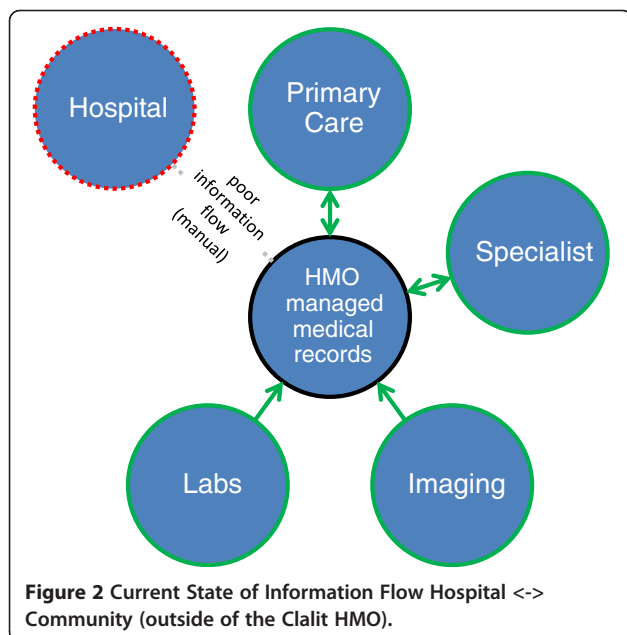 Hospital
Primary
Care
poor
information
flow
(manual)
Specialist
HMO
managed
medical
records
Labs
Imaging
Figure 2 Current State of Information Flow Hospital <->
Community (outside of the Clalit HMO).